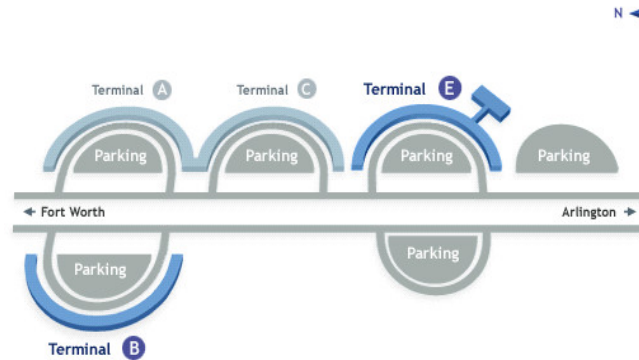 N
Terminal A
Terminal C
Terminal E
Parking
Parking
Parking
Parking
Fort Worth
Arlington
Parking
Parking
Terminal B